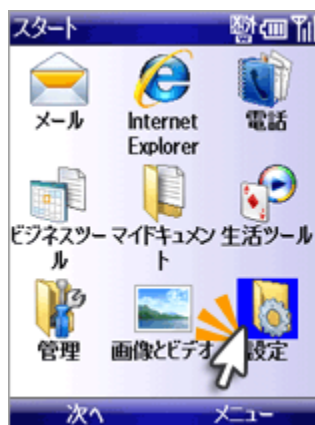 スタート
メール
Internet
Explorer
電話
ビジネスツー
ル
マイドキュメン
ト
生活ツール
管理
画像とビデオ
設定
次へ
メニュー